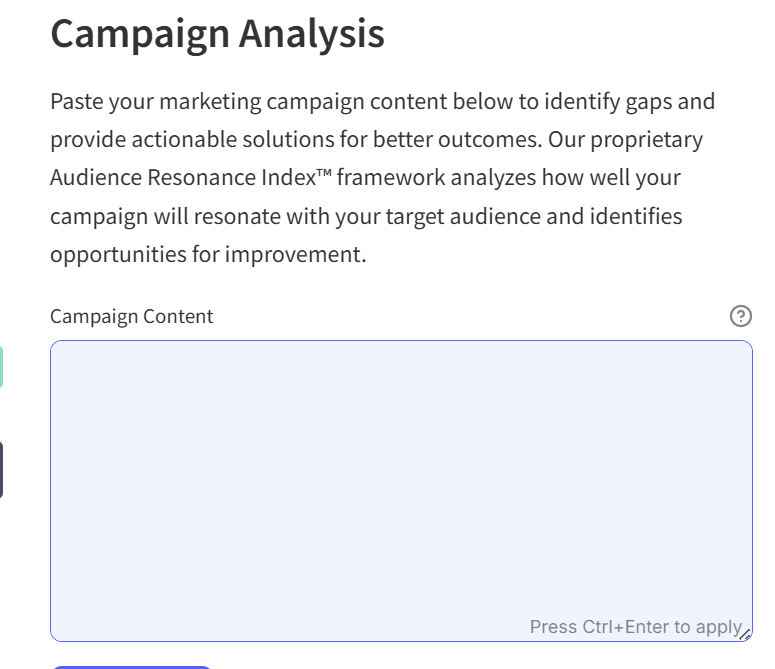 Campaign Analysis
Paste your marketing campaign content below to identify gaps and
provide actionable solutions for better outcomes. Our proprietary
Audience Resonance Index™ framework analyzes how well your
campaign will resonate with your target audience and identifies
opportunities for improvement.
Campaign Content
?
Press Ctrl+Enter to apply